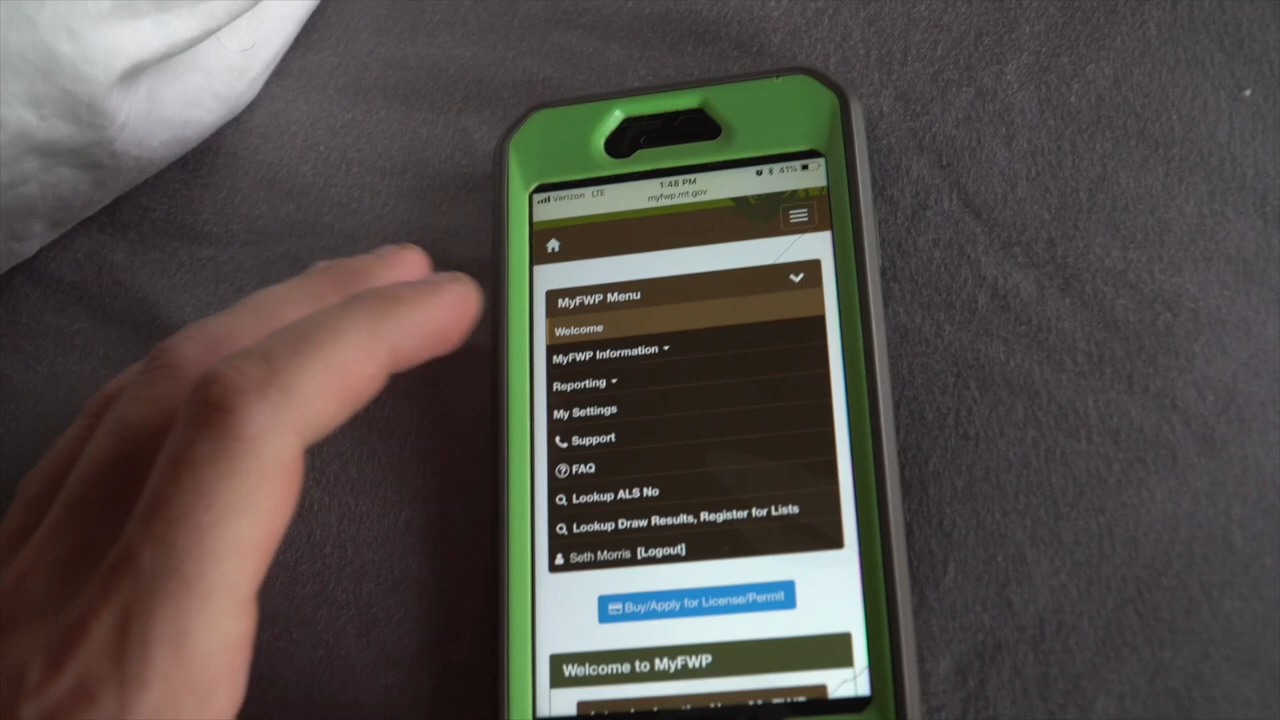 Verizon LTE 1:48 PM 41%
myfwp.mt.gov
MyFWP Menu
Welcome
MyFWP Information
Reporting
My Settings
Support
FAQ
Lookup ALS No
Lookup Draw Results, Register for Lists
Seth Morris [Logout]
Buy/Apply for License/Permit
Welcome to MyFWP